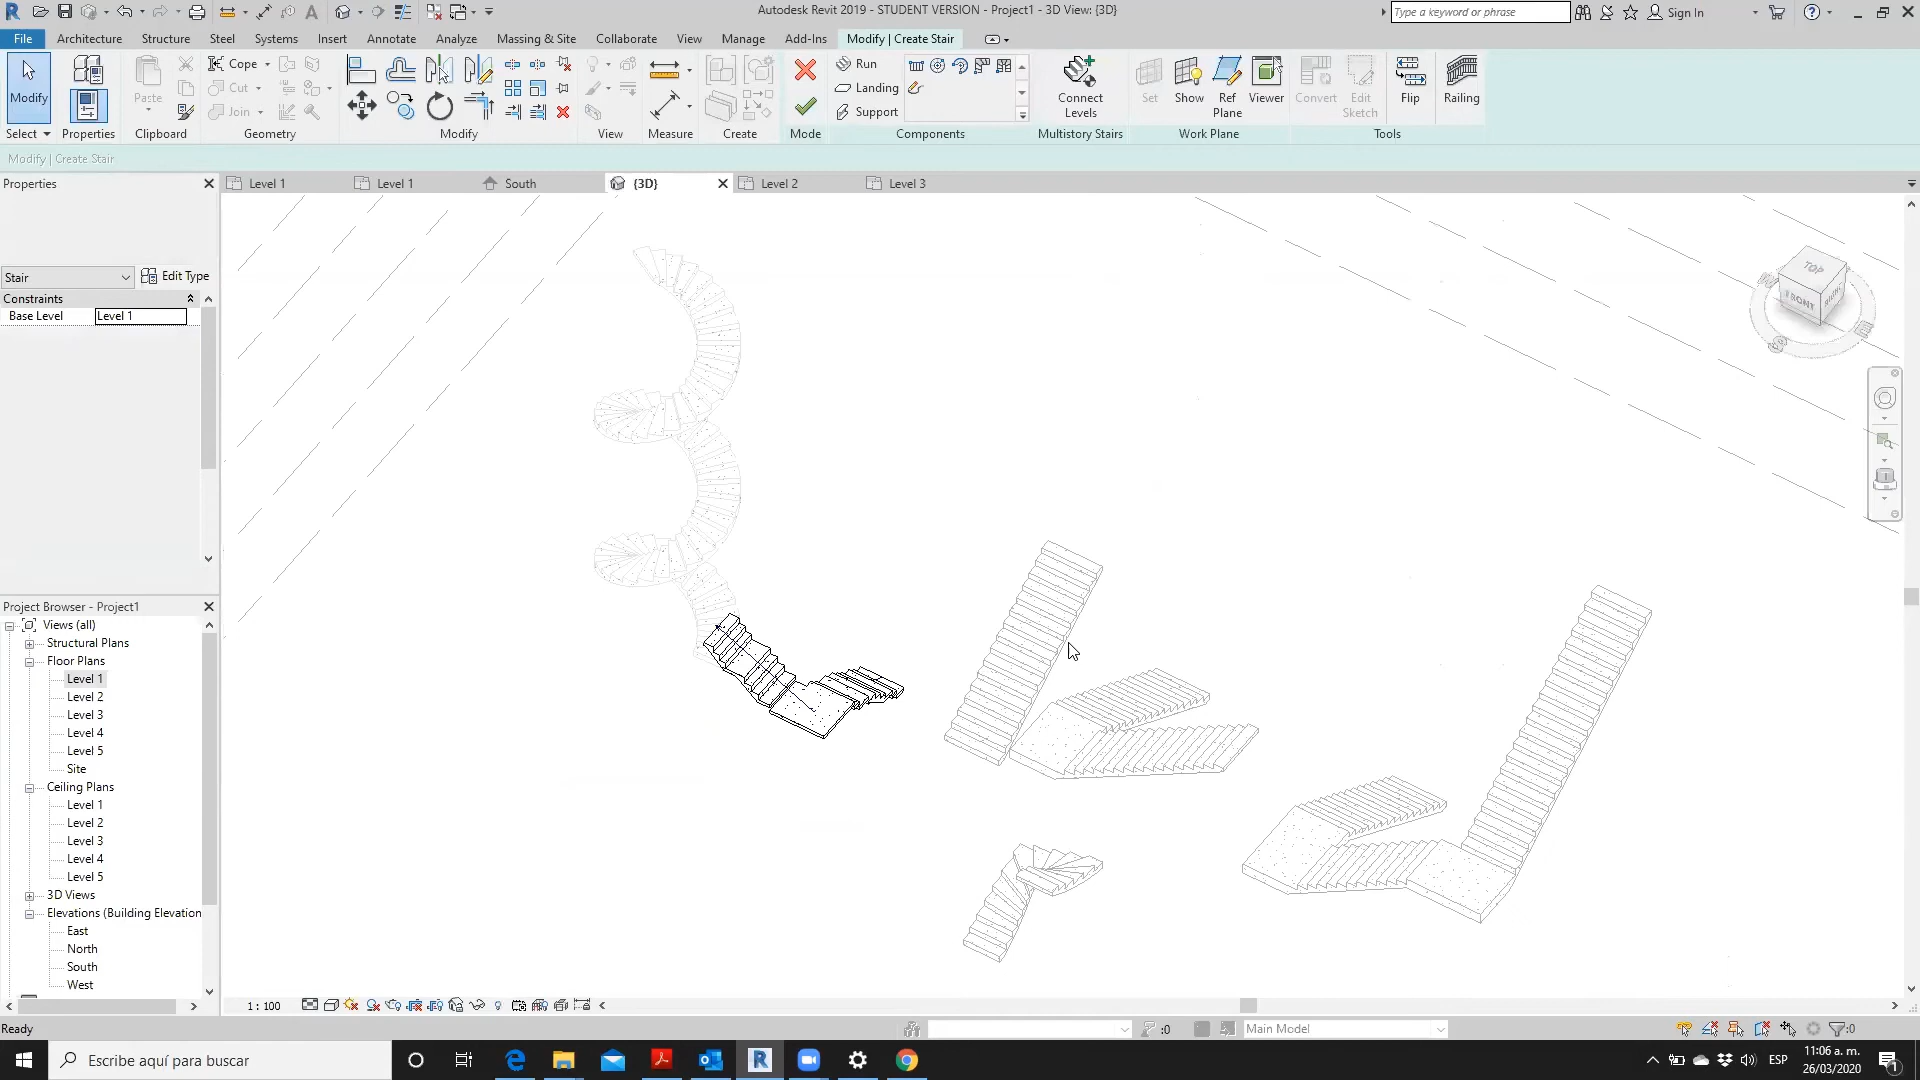 Autodesk Revit 2019 - STUDENT VERSION - Project1 - 3D View: {3D}
Type a keyword or phrase
Sign In
File Architecture Structure Steel Systems Insert Annotate Analyze Massing & Site Collaborate View Manage Add-Ins Modify | Create Stair
Modify
Paste
Cope
Cut
Join
Run
Landing
Support
Connect Levels
Set Show Ref Plane Viewer
Convert Edit Sketch Flip Railing
Select Properties Clipboard Geometry Modify View Measure Create Mode Components Multistory Stairs Work Plane Tools
Modify | Create Stair
Properties
Level 1 Level 1 South {3D} Level 2 Level 3
Stair
Edit Type
Constraints
Base Level Level 1
TOP
FRONT
Project Browser - Project1
Views (all)
Structural Plans
Floor Plans
Level 1
Level 2
Level 3
Level 4
Level 5
Site
Ceiling Plans
Level 1
Level 2
Level 3
Level 4
Level 5
3D Views
Elevations (Building Elevation
East
North
South
West
1 : 100
Ready
:0
Main Model
:0
Escribe aquí para buscar
ESP
11:06 a. m.
26/03/2020